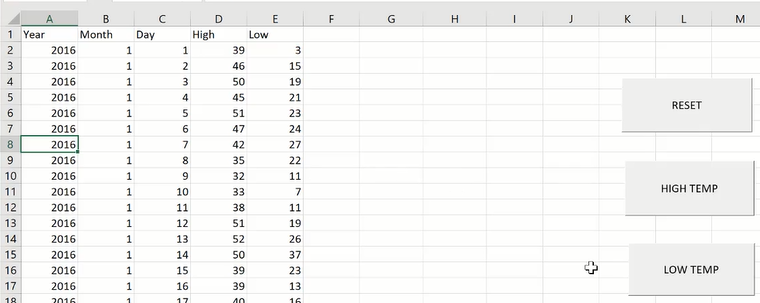 A B C D E F G H I J K L M
1 Year Month Day High Low
2 2016 1 1 39 3
3 2016 1 2 46 15
4 2016 1 3 50 19
5 2016 1 4 45 21
6 2016 1 5 51 23
7 2016 1 6 47 24
8 2016 1 7 42 27
9 2016 1 8 35 22
10 2016 1 9 32 11
11 2016 1 10 33 7
12 2016 1 11 38 11
13 2016 1 12 51 19
14 2016 1 13 52 26
15 2016 1 14 50 37
16 2016 1 15 39 23
17 2016 1 16 39 13
18 2016 1 17 40 16
RESET
HIGH TEMP
LOW TEMP